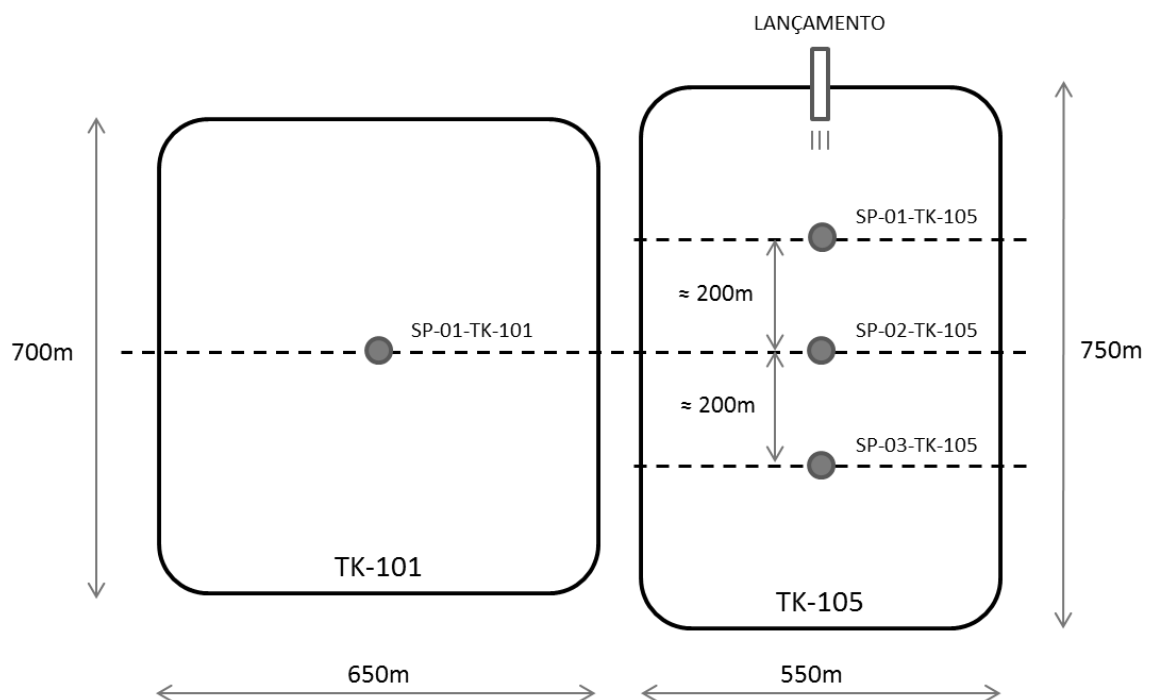 LANÇAMENTO
SP-01-TK-105
≈ 200m
SP-01-TK-101
SP-02-TK-105
700m
750m
≈ 200m
SP-03-TK-105
TK-101
TK-105
650m
550m